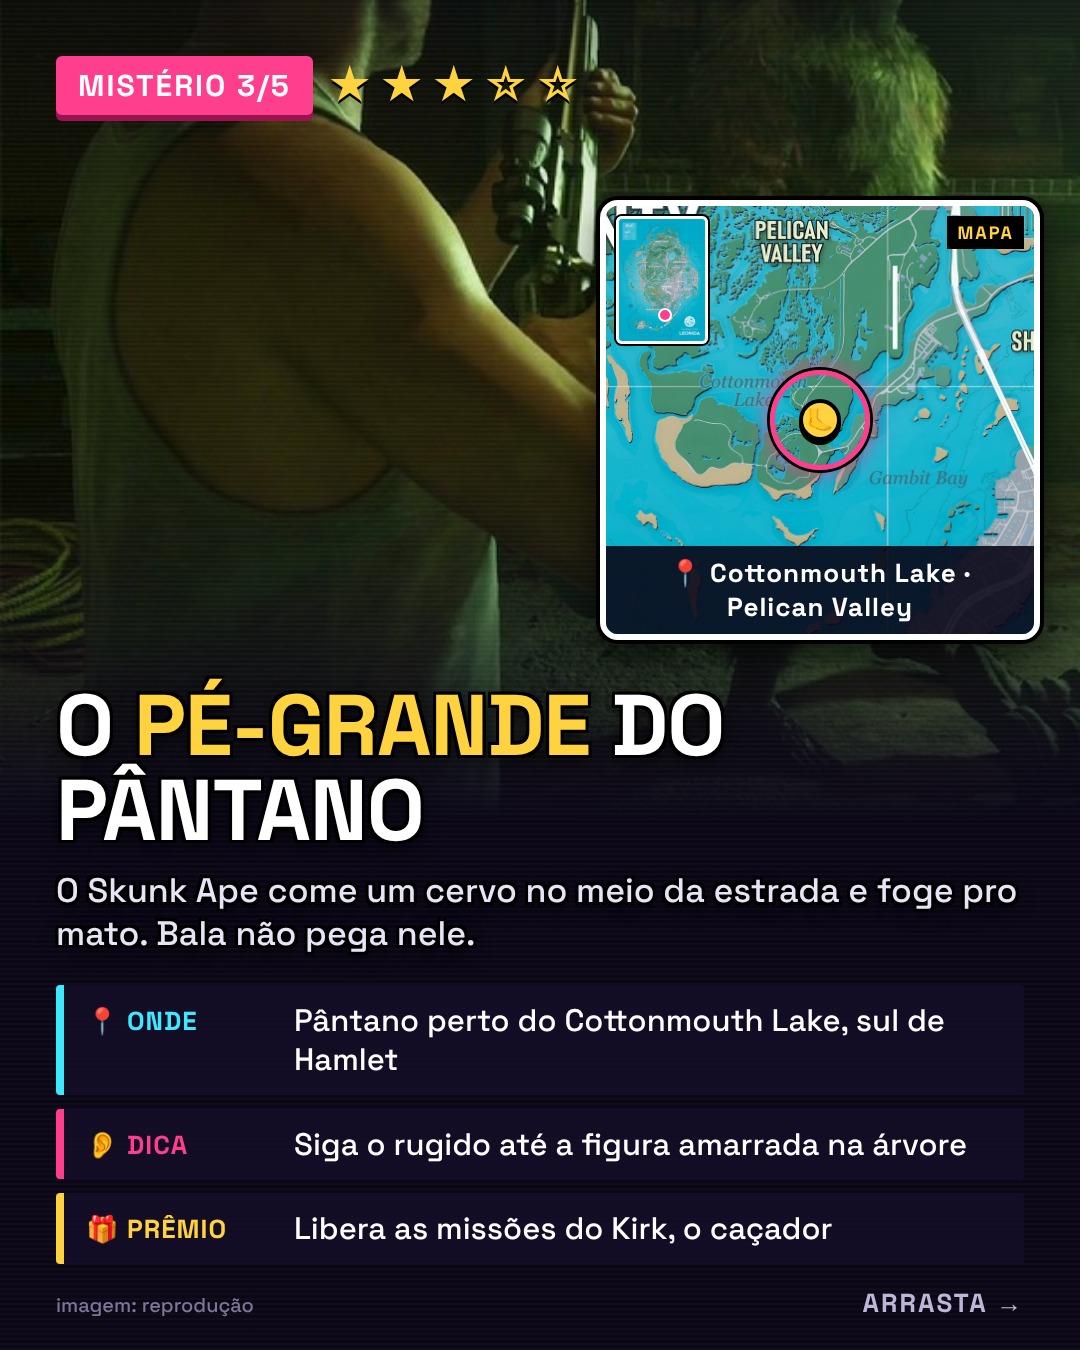 MISTÉRIO 3/5 ★ ★ ★ ☆ ☆
PELICAN
VALLEY
MAPA
SH
Cottonmouth
Lake
Gambit Bay
LEONIDA
📍 Cottonmouth Lake ·
Pelican Valley
O PÉ-GRANDE DO
PÂNTANO
O Skunk Ape come um cervo no meio da estrada e foge pro
mato. Bala não pega nele.
📍 ONDE
Pântano perto do Cottonmouth Lake, sul de
Hamlet
👂 DICA
Siga o rugido até a figura amarrada na árvore
🎁 PRÊMIO
Libera as missões do Kirk, o caçador
imagem: reprodução
ARRASTA →